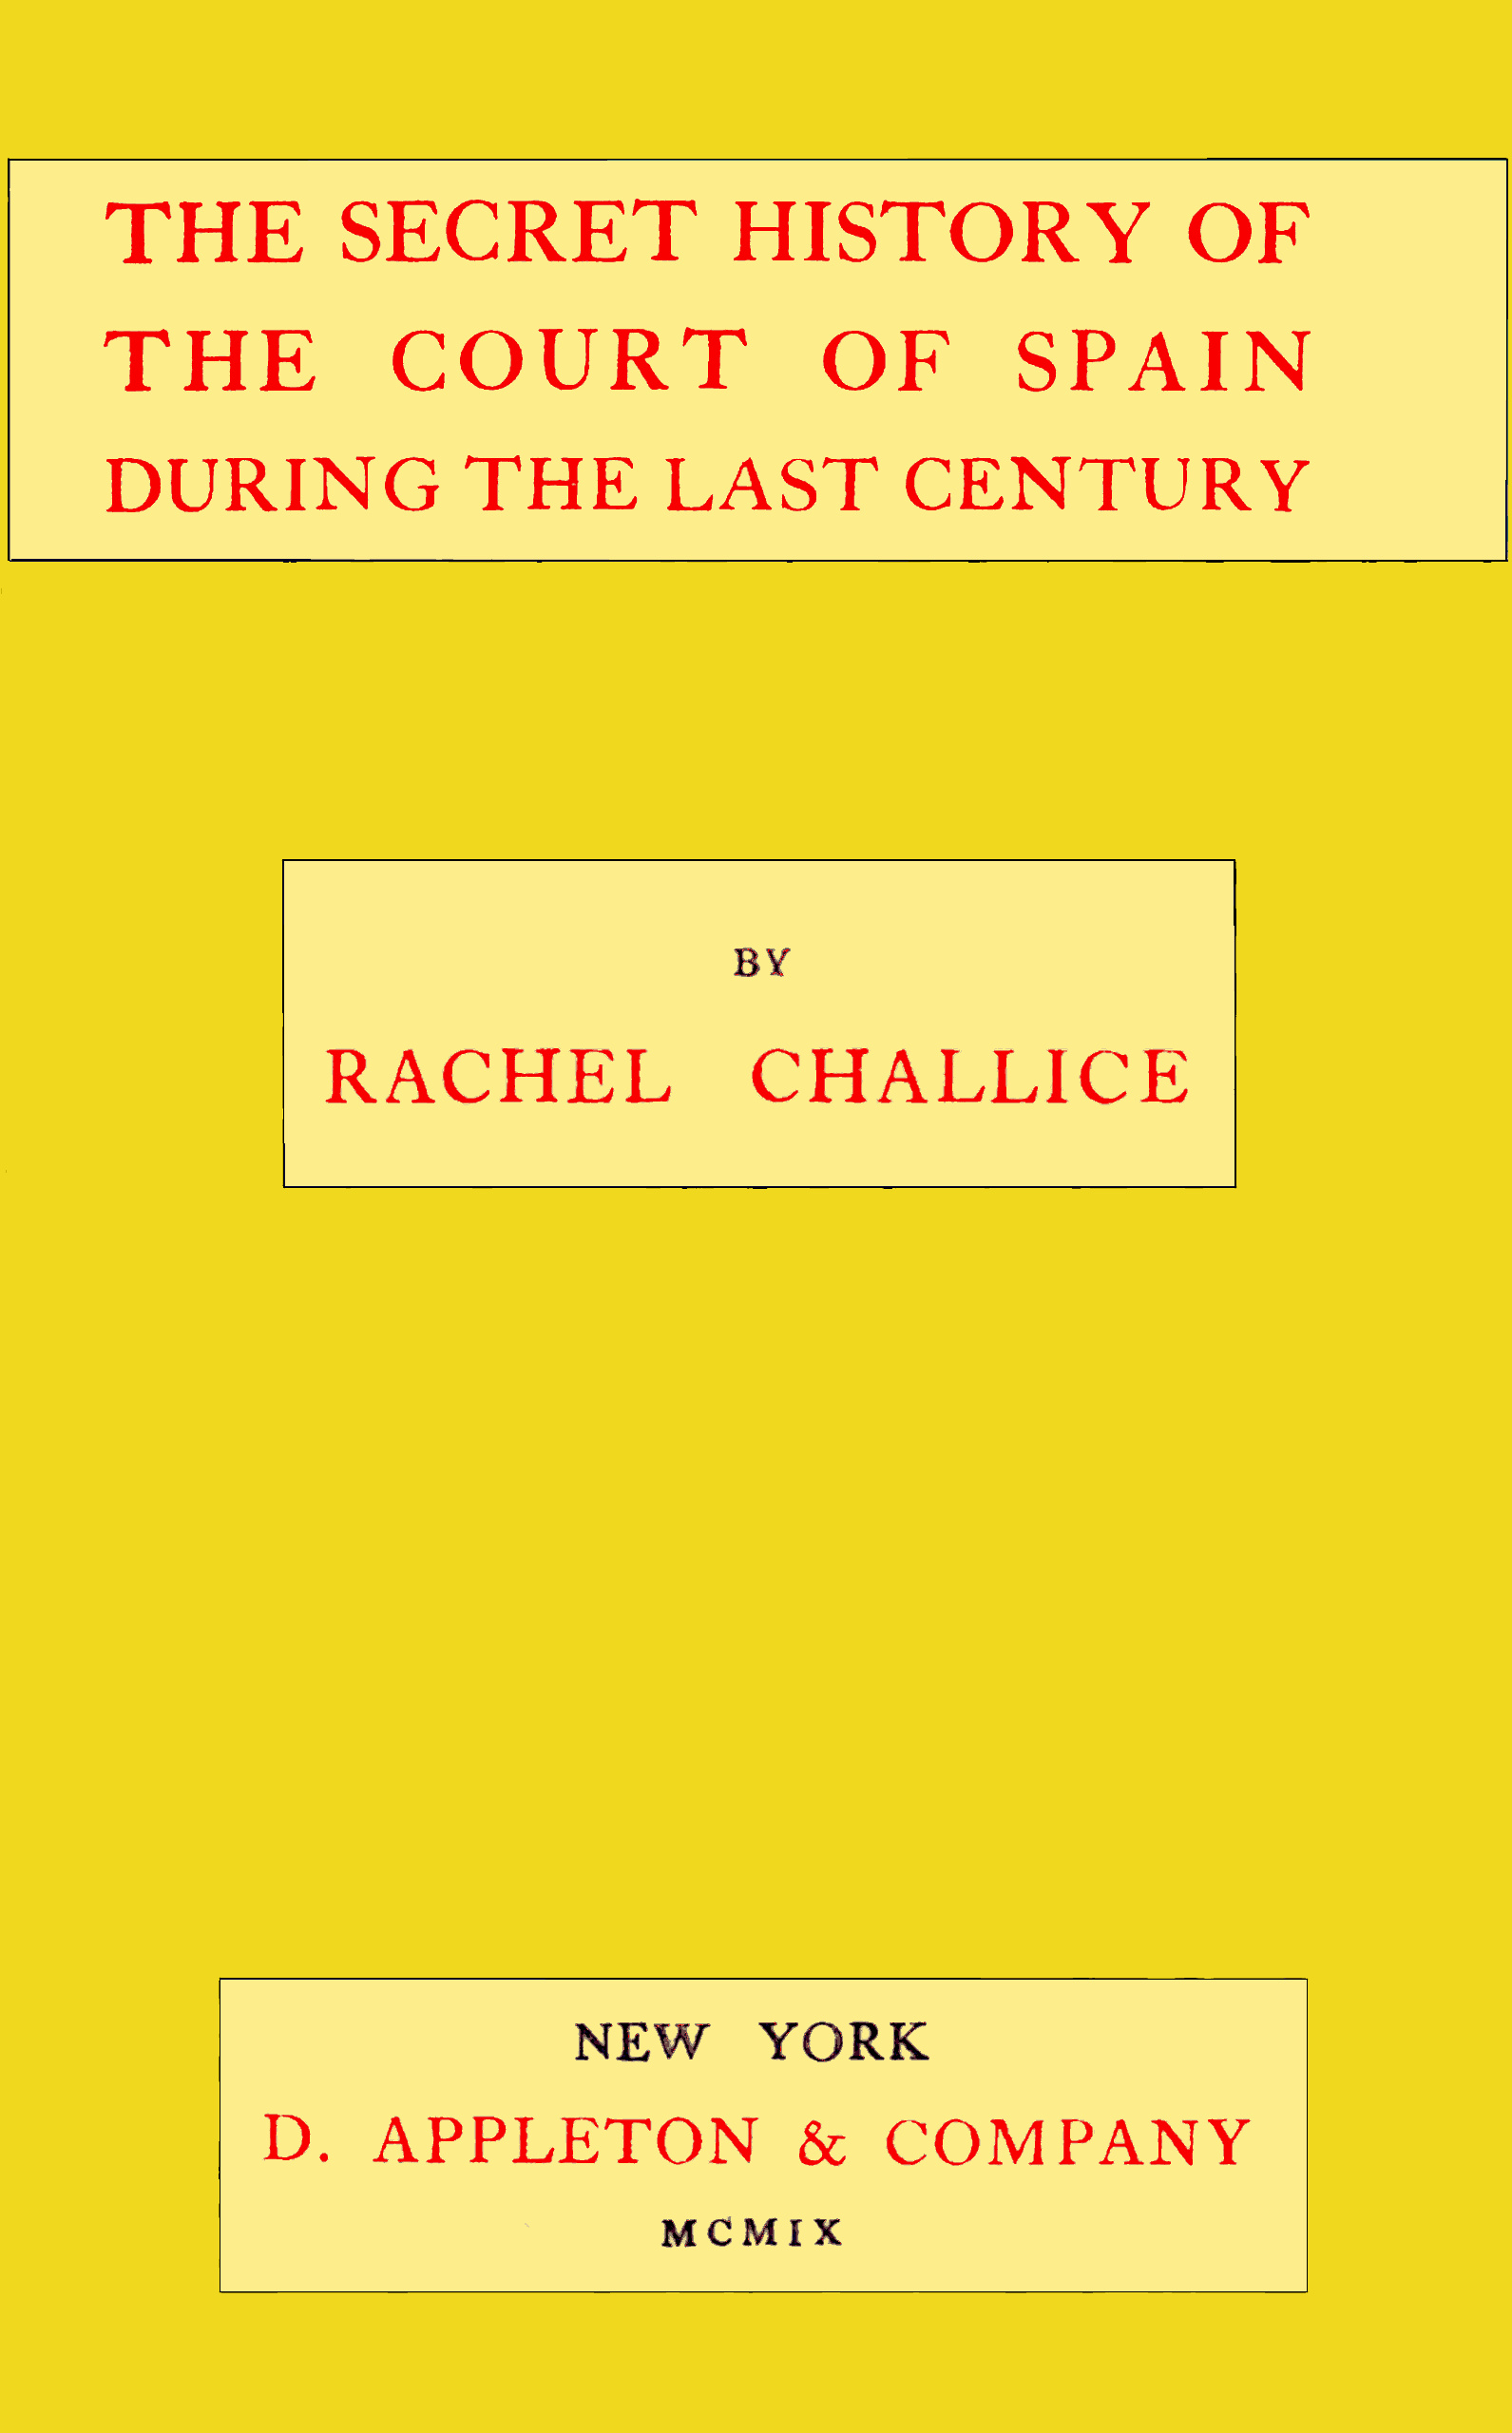 THE SECRET HISTORY OF
THE COURT OF SPAIN
DURING THE LAST CENTURY
BY
RACHEL CHALLICE
NEW YORK
D. APPLETON & COMPANY
MCMIX